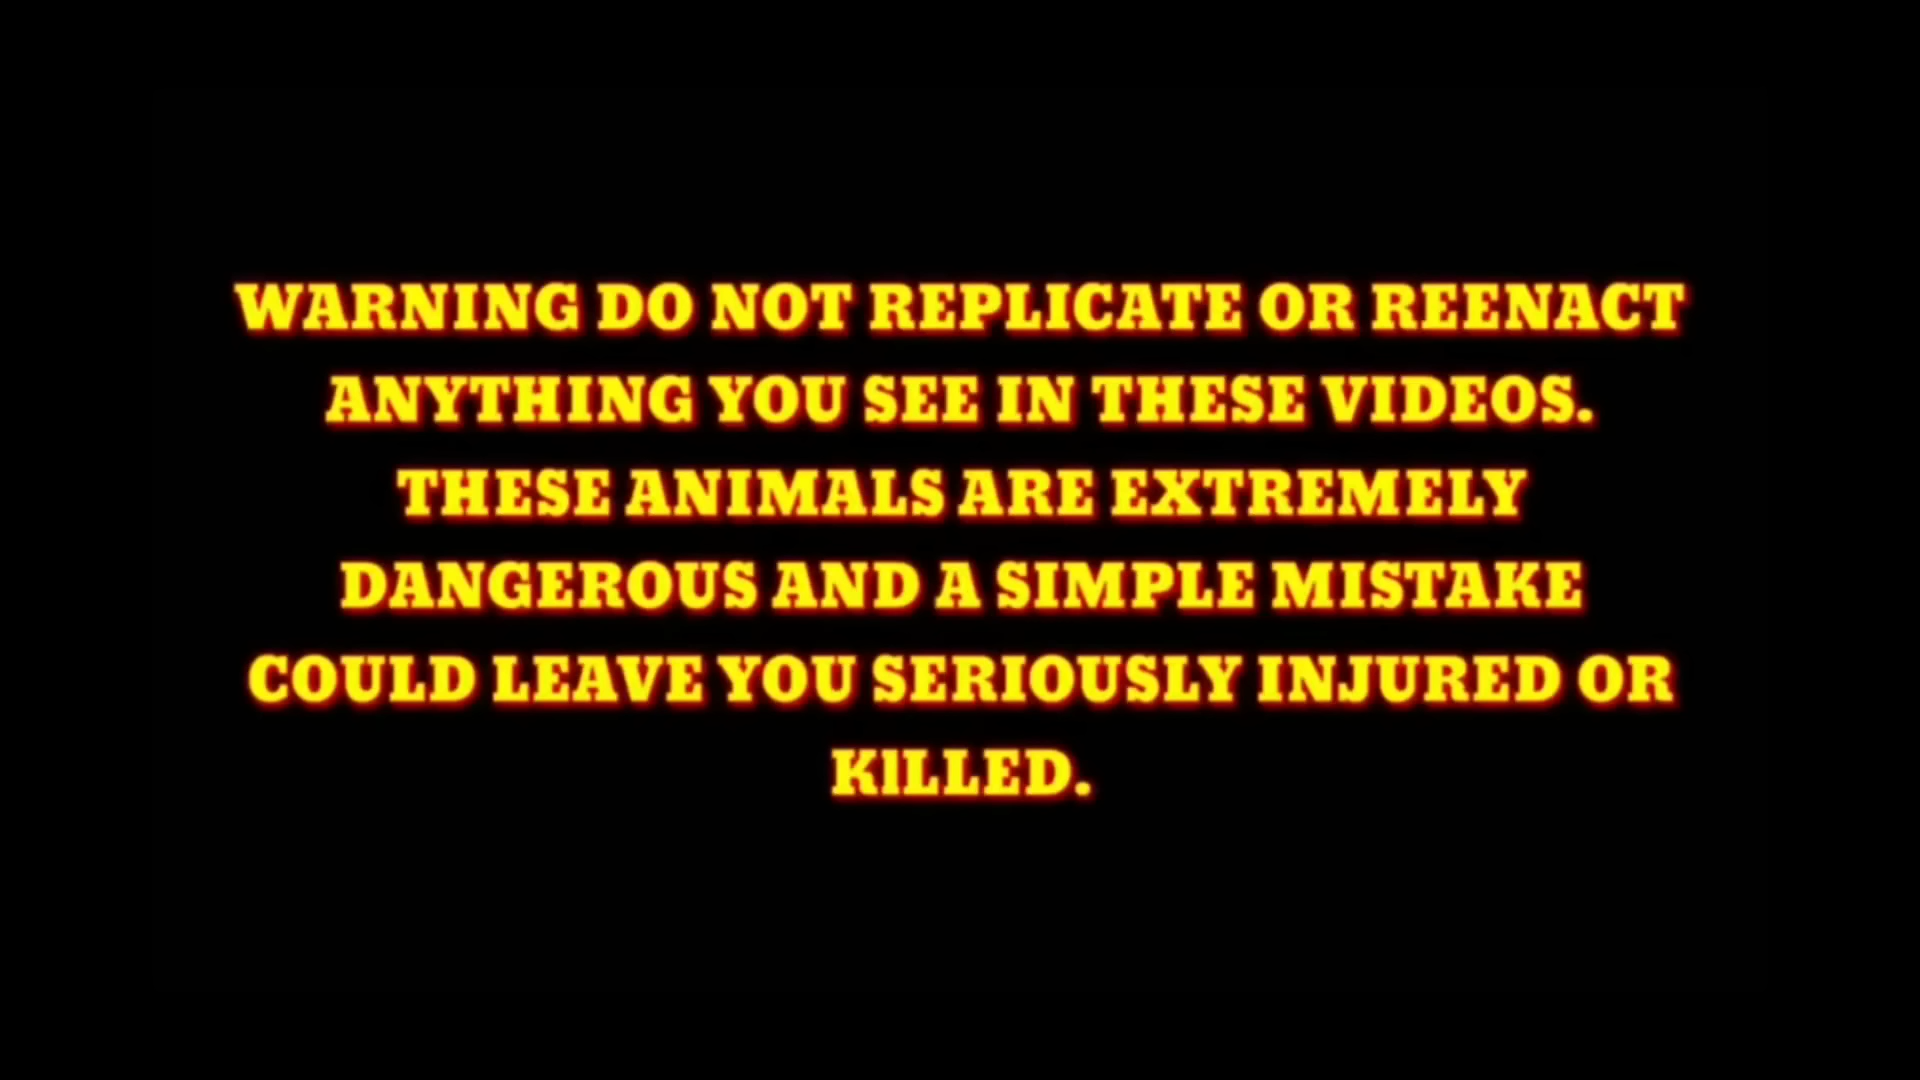 WARNING DO NOT REPLICATE OR REENACT
ANYTHING YOU SEE IN THESE VIDEOS.
THESE ANIMALS ARE EXTREMELY
DANGEROUS AND A SIMPLE MISTAKE
COULD LEAVE YOU SERIOUSLY INJURED OR
KILLED.